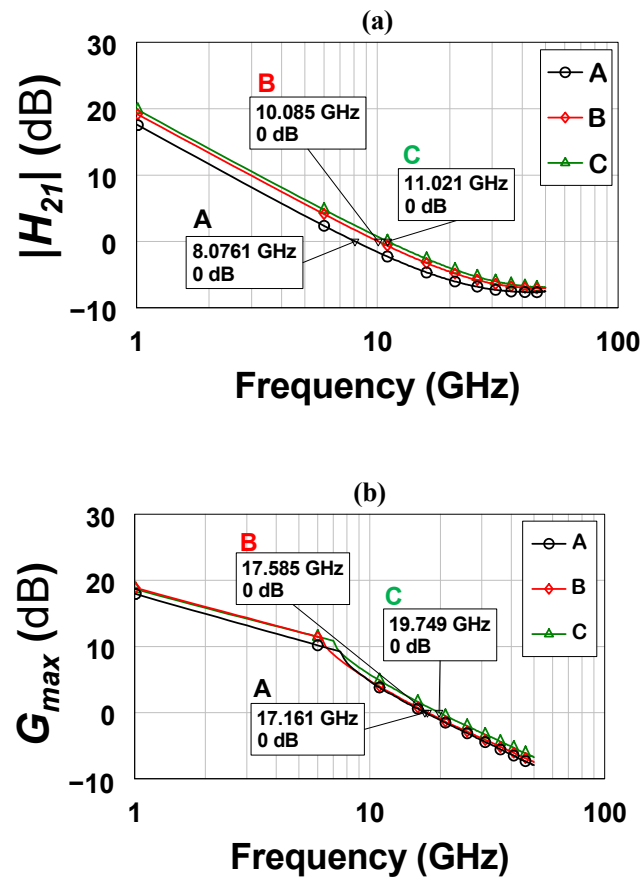 (a)
|H21| (dB)
30
20
10
0
−10
A
B
C
B
10.085 GHz
0 dB
C
11.021 GHz
0 dB
A
8.0761 GHz
0 dB
1
10
100
Frequency (GHz)
(b)
Gmax (dB)
30
20
10
0
−10
A
B
C
B
17.585 GHz
0 dB
C
19.749 GHz
0 dB
A
17.161 GHz
0 dB
1
10
100
Frequency (GHz)